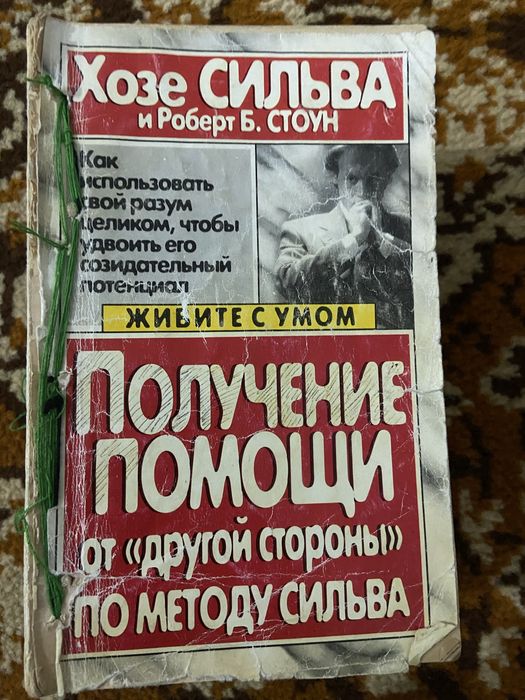 Хозе СИЛЬВА
и Роберт Б. СТОУН
Как
использовать
свой разум
целиком, чтобы
удвоить его
созидательный
потенциал
ЖИВИТЕ С УМОМ
ПОЛУЧЕНИЕ
ПОМОЩИ
от «другой стороны»
ПО МЕТОДУ СИЛЬВА